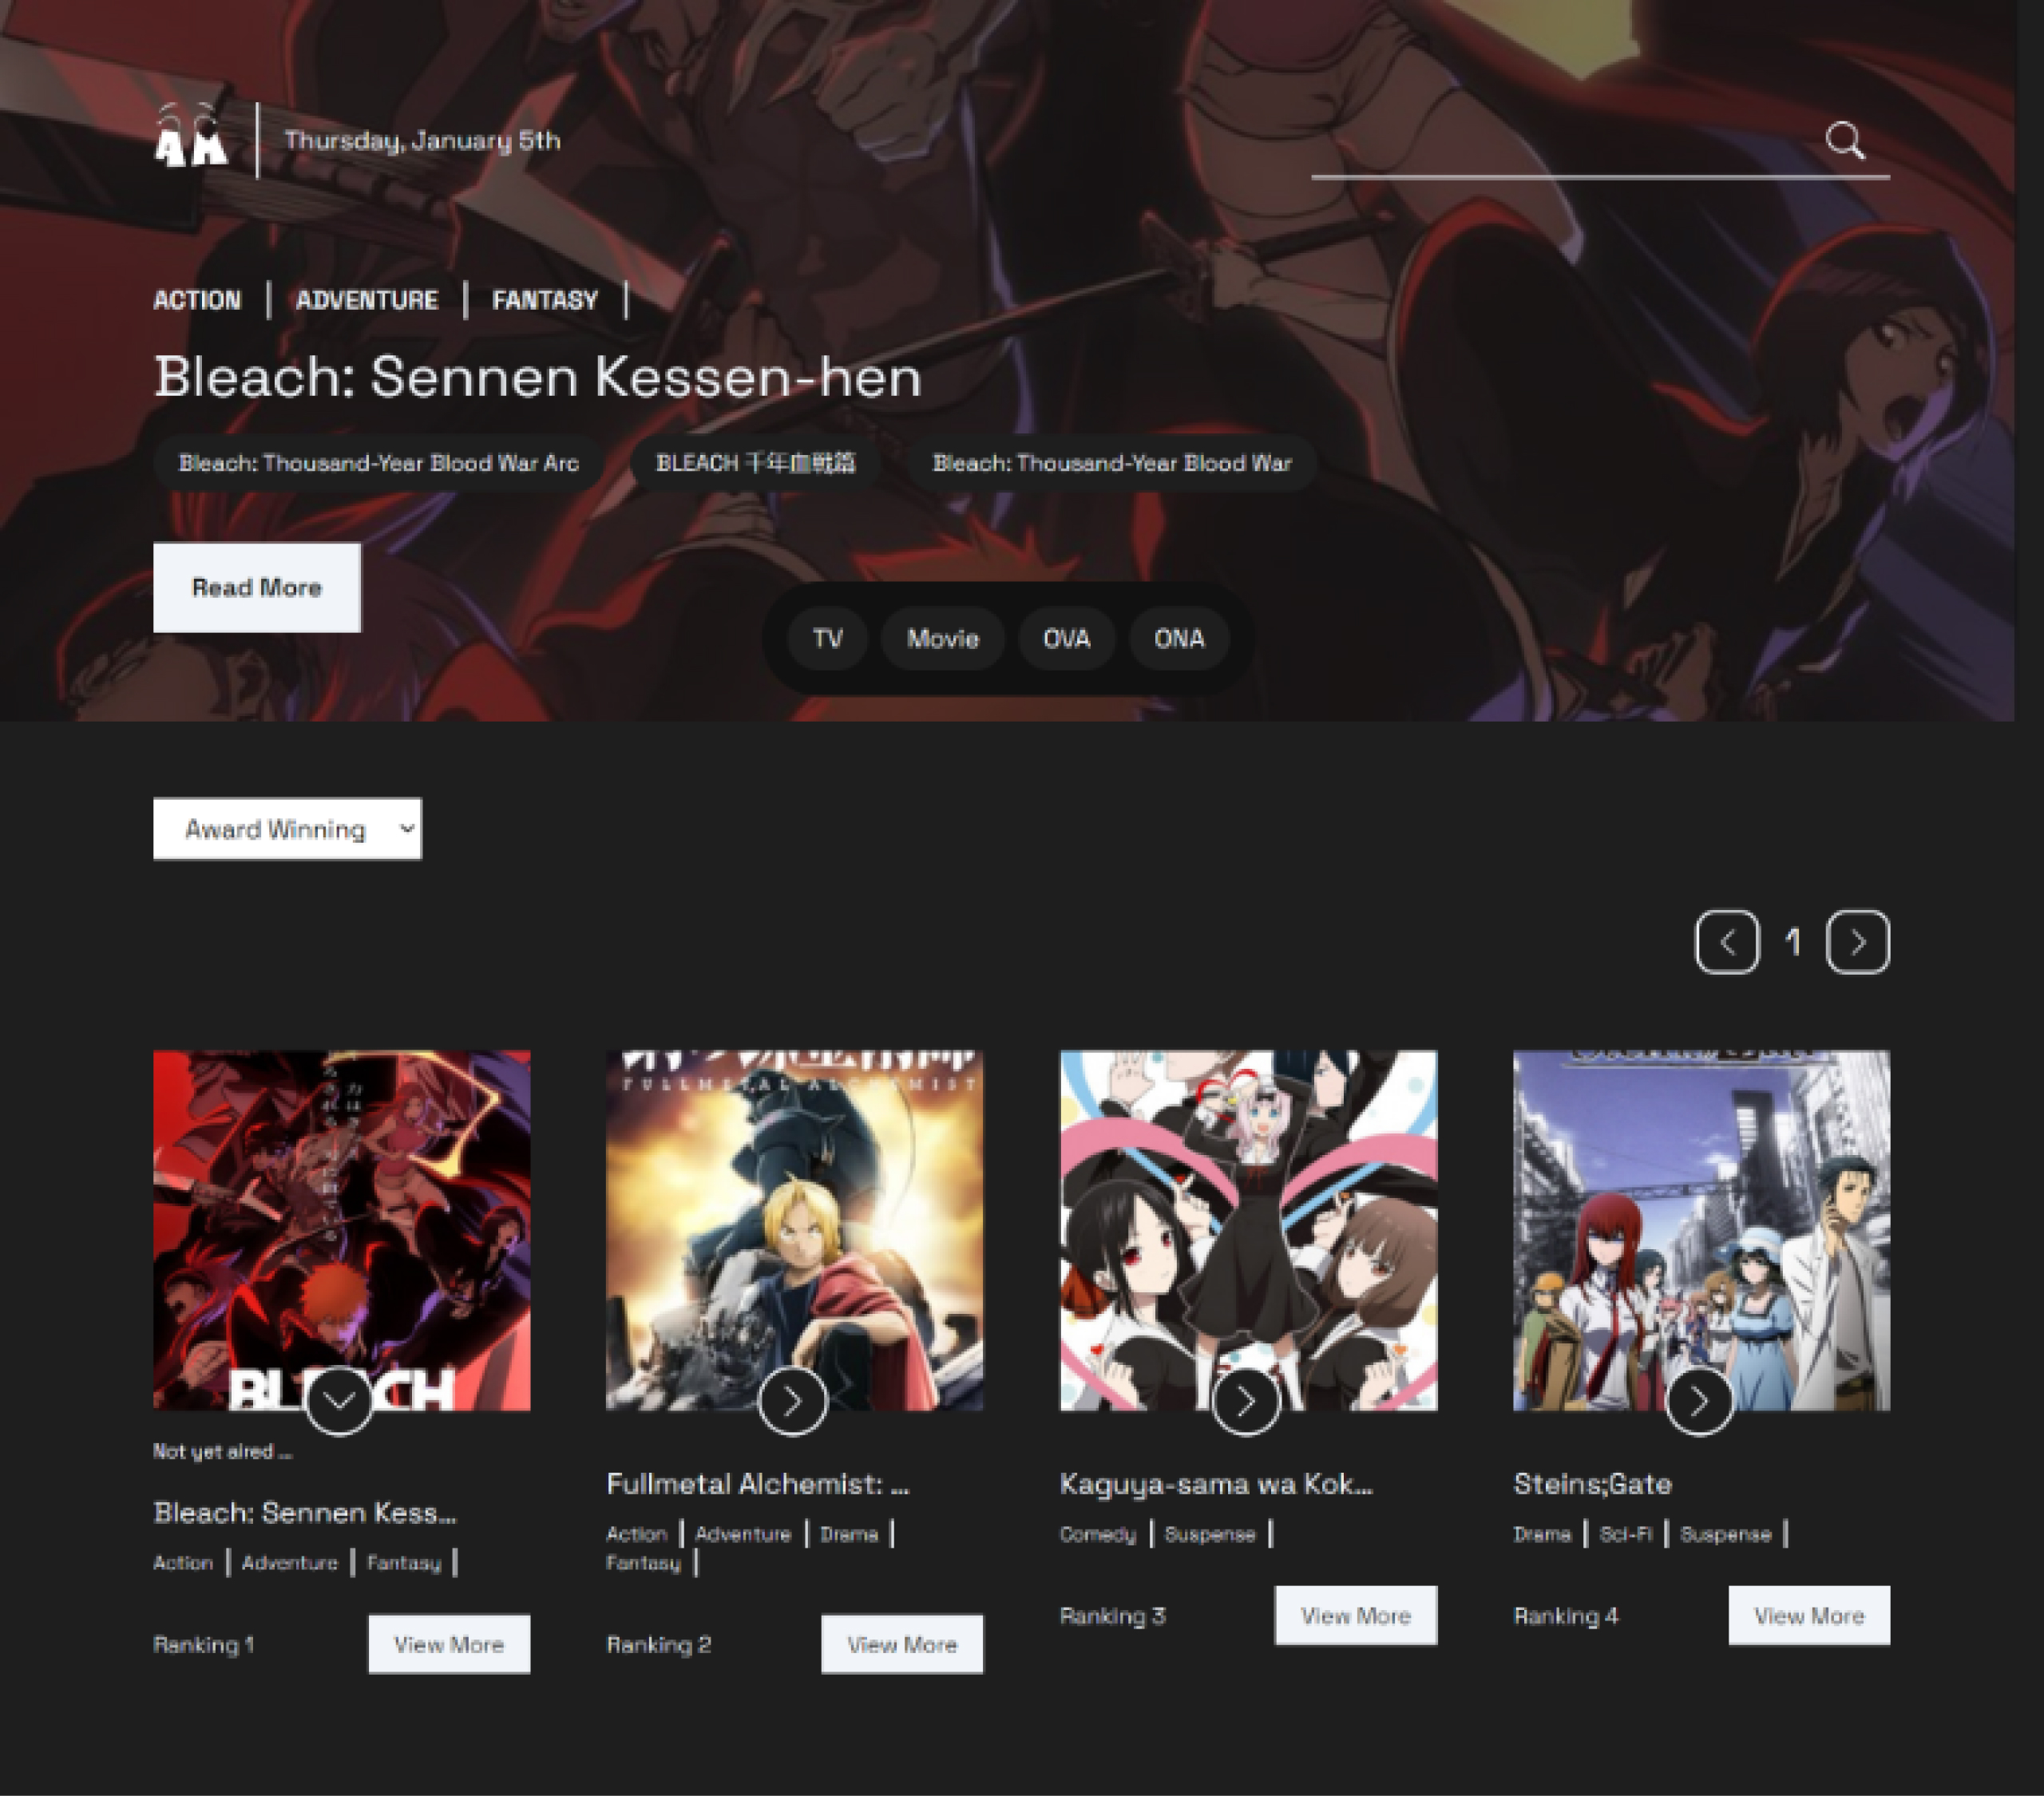 AM
Thursday, January 5th
ACTION | ADVENTURE | FANTASY |
Bleach: Sennen Kessen-hen
Bleach: Thousand-Year Blood War Arc
BLEACH 千年血戦篇
Bleach: Thousand-Year Blood War
Read More
TV
Movie
OVA
ONA
Award Winning
1
FULLMETAL ALCHEMIST
BLEACH
Not yet aired ...
Bleach: Sennen Kess...
Action | Adventure | Fantasy |
Ranking 1
View More
Fullmetal Alchemist: ...
Action | Adventure | Drama |
Fantasy |
Ranking 2
View More
Kaguya-sama wa Kok...
Comedy | Suspense |
Ranking 3
View More
Steins;Gate
Drama | Sci-Fi | Suspense |
Ranking 4
View More